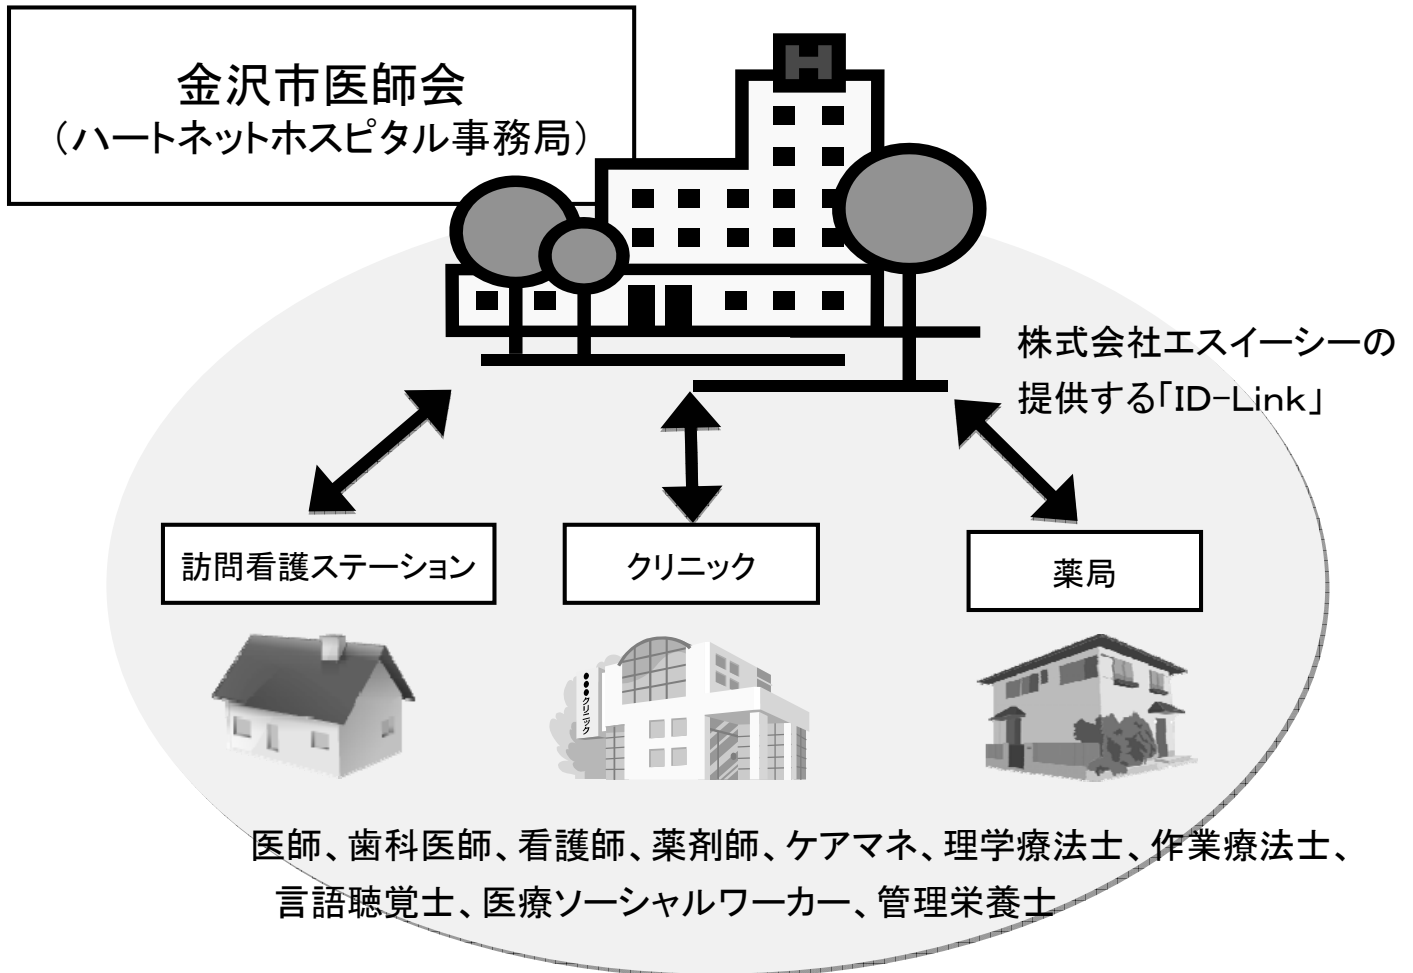 金沢市医師会
（ハートネットホスピタル事務局）
H
株式会社エスイーシーの
提供する「ID-Link」
訪問看護ステーション
クリニック
薬局
●●●クリニック
医師、歯科医師、看護師、薬剤師、ケアマネ、理学療法士、作業療法士、
言語聴覚士、医療ソーシャルワーカー、管理栄養士